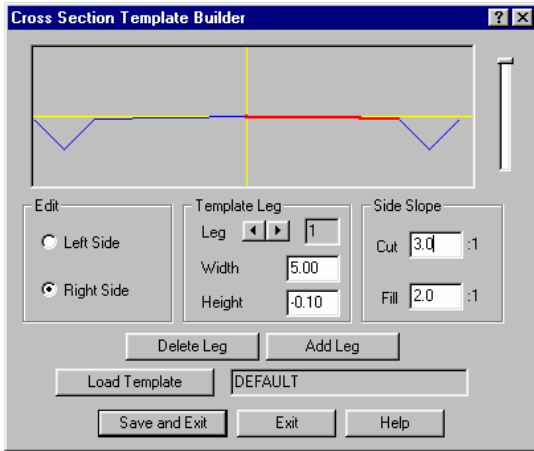 Cross Section Template Builder
Edit
Left Side
Right Side
Template Leg
Leg 1
Width 5.00
Height -0.10
Side Slope
Cut 3.0 :1
Fill 2.0 :1
Delete Leg Add Leg
Load Template DEFAULT
Save and Exit Exit Help